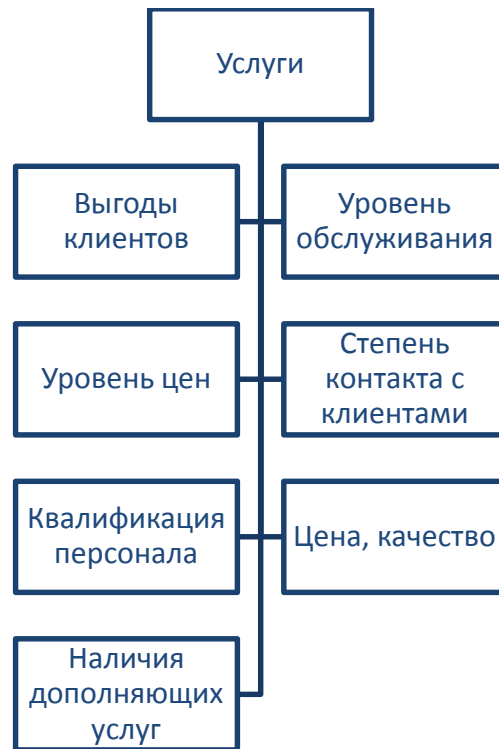 Услуги
Выгоды
клиентов
Уровень
обслуживания
Уровень цен
Степень
контакта с
клиентами
Квалификация
персонала
Цена, качество
Наличия
дополняющих
услуг